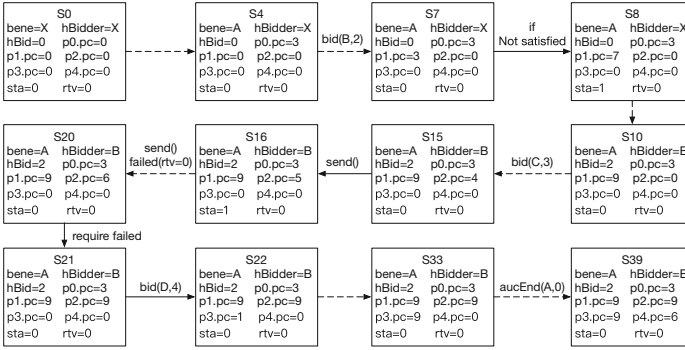 S0
bene=X hBidder=X
hBid=0 p0.pc=0
p1.pc=0 p2.pc=0
p3.pc=0 p4.pc=0
sta=0 rtv=0
S4
bene=A hBidder=X
hBid=0 p0.pc=3
p1.pc=0 p2.pc=0
p3.pc=0 p4.pc=0
sta=0 rtv=0
bid(B,2)
S7
bene=A hBidder=X
hBid=0 p0.pc=3
p1.pc=3 p2.pc=0
p3.pc=0 p4.pc=0
sta=0 rtv=0
if
Not satisfied
S8
bene=A hBidder=X
hBid=0 p0.pc=3
p1.pc=7 p2.pc=0
p3.pc=0 p4.pc=0
sta=1 rtv=0
S20
bene=A hBidder=B
hBid=2 p0.pc=3
p1.pc=9 p2.pc=6
p3.pc=0 p4.pc=0
sta=0 rtv=0
send()
failed(rtv=0)
S16
bene=A hBidder=B
hBid=2 p0.pc=3
p1.pc=9 p2.pc=5
p3.pc=0 p4.pc=0
sta=1 rtv=0
send()
S15
bene=A hBidder=B
hBid=2 p0.pc=3
p1.pc=9 p2.pc=4
p3.pc=0 p4.pc=0
sta=0 rtv=0
bid(C,3)
S10
bene=A hBidder=B
hBid=2 p0.pc=3
p1.pc=9 p2.pc=0
p3.pc=0 p4.pc=0
sta=0 rtv=0
require failed
S21
bene=A hBidder=B
hBid=2 p0.pc=3
p1.pc=9 p2.pc=9
p3.pc=0 p4.pc=0
sta=0 rtv=0
bid(D,4)
S22
bene=A hBidder=B
hBid=2 p0.pc=3
p1.pc=9 p2.pc=9
p3.pc=1 p4.pc=0
sta=0 rtv=0
S33
bene=A hBidder=B
hBid=2 p0.pc=3
p1.pc=9 p2.pc=9
p3.pc=9 p4.pc=0
sta=0 rtv=0
aucEnd(A,0)
S39
bene=A hBidder=B
hBid=2 p0.pc=3
p1.pc=9 p2.pc=9
p3.pc=9 p4.pc=6
sta=0 rtv=0